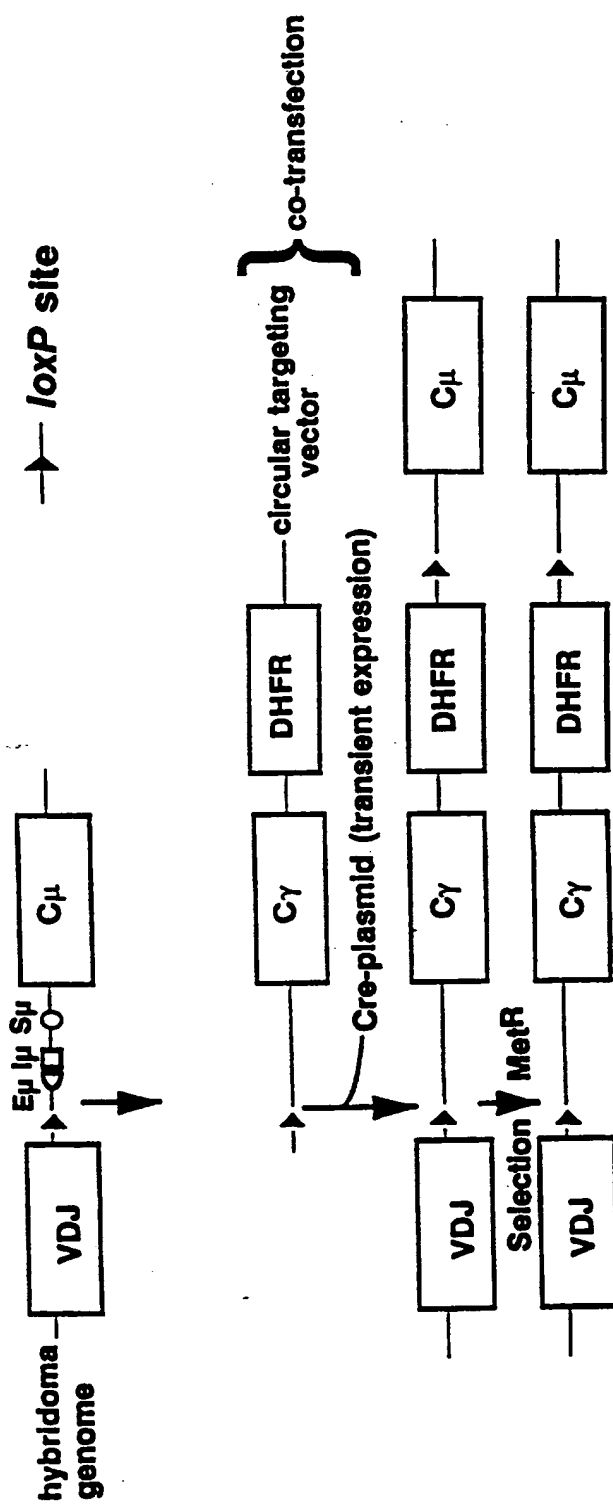 loxP site
Eμ Iμ Sμ
hybridoma genome
VDJ
Cμ
Cγ
DHFR
circular targeting vector
co-transfection
Cre-plasmid (transient expression)
VDJ
Cγ
DHFR
Cμ
Selection MetR
VDJ
Cγ
DHFR
Cμ